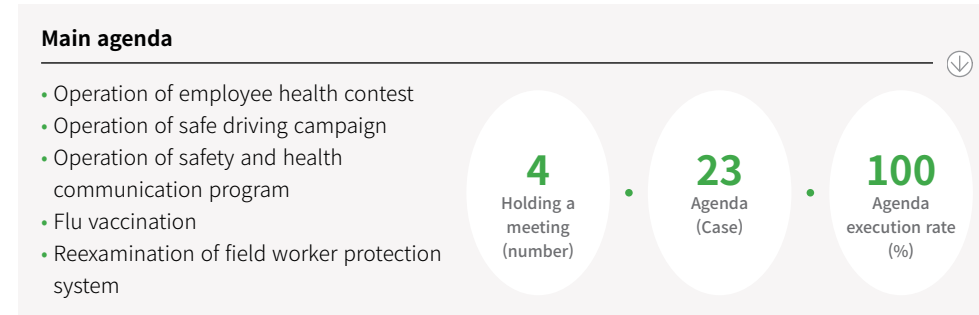 Main agenda
• Operation of employee health contest
• Operation of safe driving campaign
• Operation of safety and health
communication program
• Flu vaccination
• Reexamination of field worker protection
system
4
Holding a
meeting
(number)
23
Agenda
(Case)
100
Agenda
execution rate
(%)